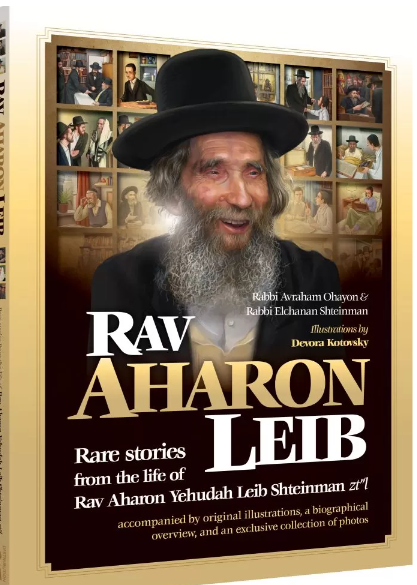 Rabbi Avraham Ohayon &
Rabbi Elchanan Shteinman
Illustrations by
Devora Kotovsky
RAV
AHARON
LEIB
Rare stories
from the life of
Rav Aharon Yehudah Leib Shteinman zt"l
accompanied by original illustrations, a biographical
overview, and an exclusive collection of photos
RAV AHARON LEIB